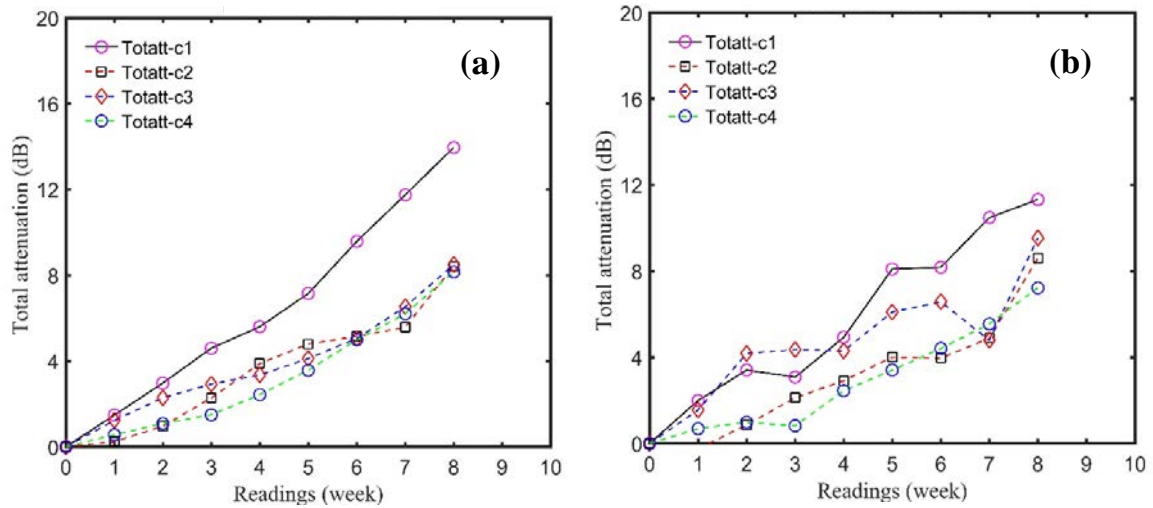 20
16
12
8
4
0
Total attenuation (dB)
Totatt-c1
Totatt-c2
Totatt-c3
Totatt-c4
(a)
0 1 2 3 4 5 6 7 8 9 10
Readings (week)
20
16
12
8
4
0
Total attenuation (dB)
Totatt-c1
Totatt-c2
Totatt-c3
Totatt-c4
(b)
0 1 2 3 4 5 6 7 8 9 10
Readings (week)